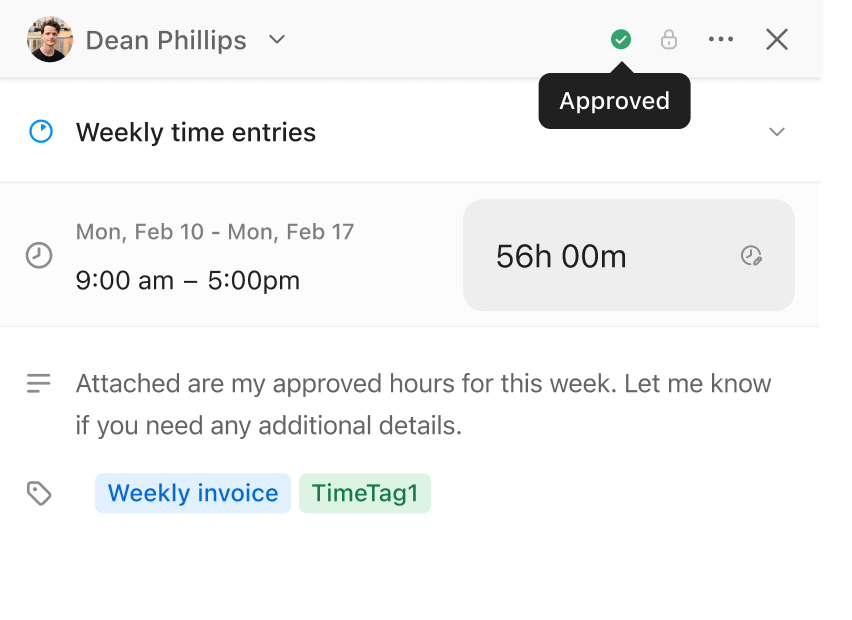 Dean Phillips
Approved
Weekly time entries
Mon, Feb 10 - Mon, Feb 17
9:00 am – 5:00pm
56h 00m
Attached are my approved hours for this week. Let me know
if you need any additional details.
Weekly invoice
TimeTag1